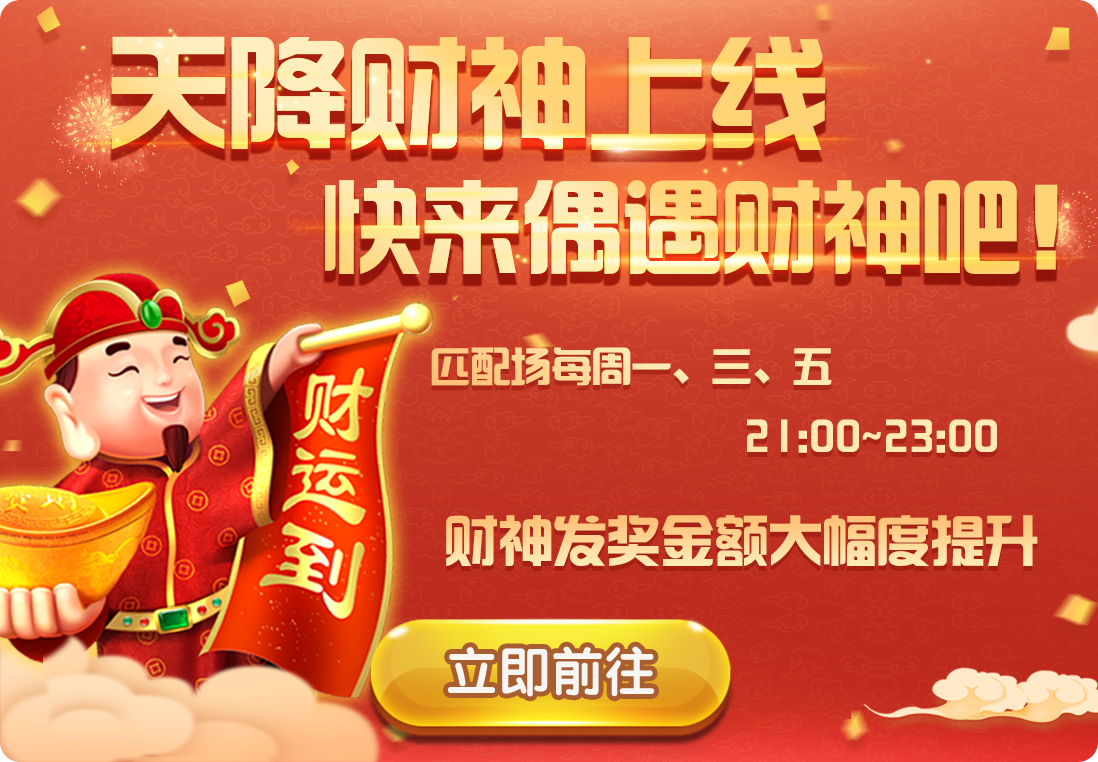 天降财神上线
快来偶遇财神吧！
匹配场每周一、三、五
21:00~23:00
财运到
财神发奖金额大幅度提升
立即前往